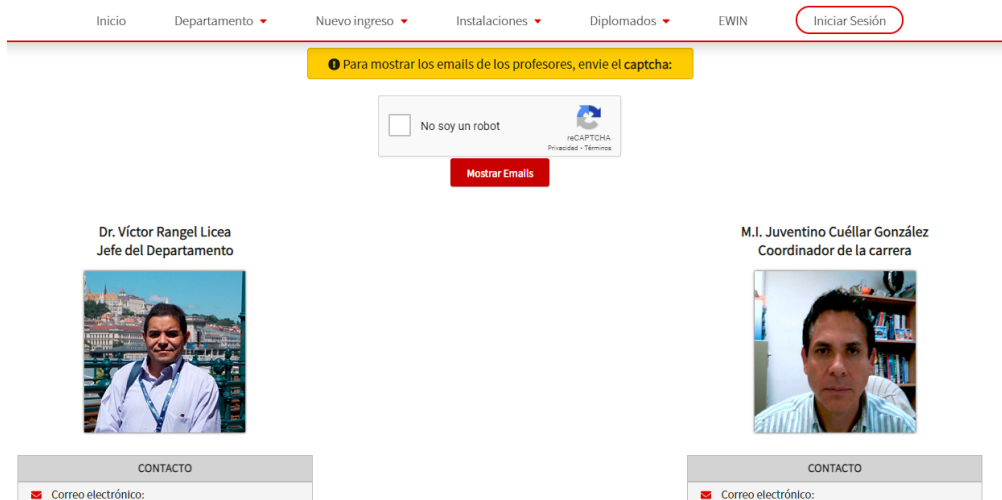 Inicio Departamento Nuevo ingreso Instalaciones Diplomados EWIN Iniciar Sesión
Para mostrar los emails de los profesores, envie el captcha:
No soy un robot
reCAPTCHA
Privacidad - Términos
Mostrar Emails
Dr. Víctor Rangel Licea
Jefe del Departamento
CONTACTO
Correo electrónico:
M.I. Juventino Cuéllar González
Coordinador de la carrera
CONTACTO
Correo electrónico: